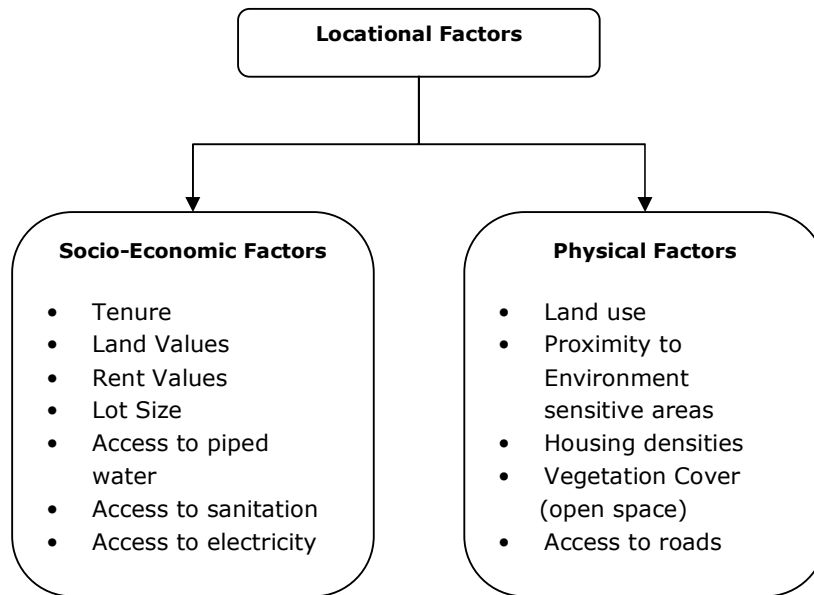 Locational Factors
Socio-Economic Factors
• Tenure
• Land Values
• Rent Values
• Lot Size
• Access to piped
water
• Access to sanitation
• Access to electricity
Physical Factors
• Land use
• Proximity to
Environment
sensitive areas
• Housing densities
• Vegetation Cover
(open space)
• Access to roads